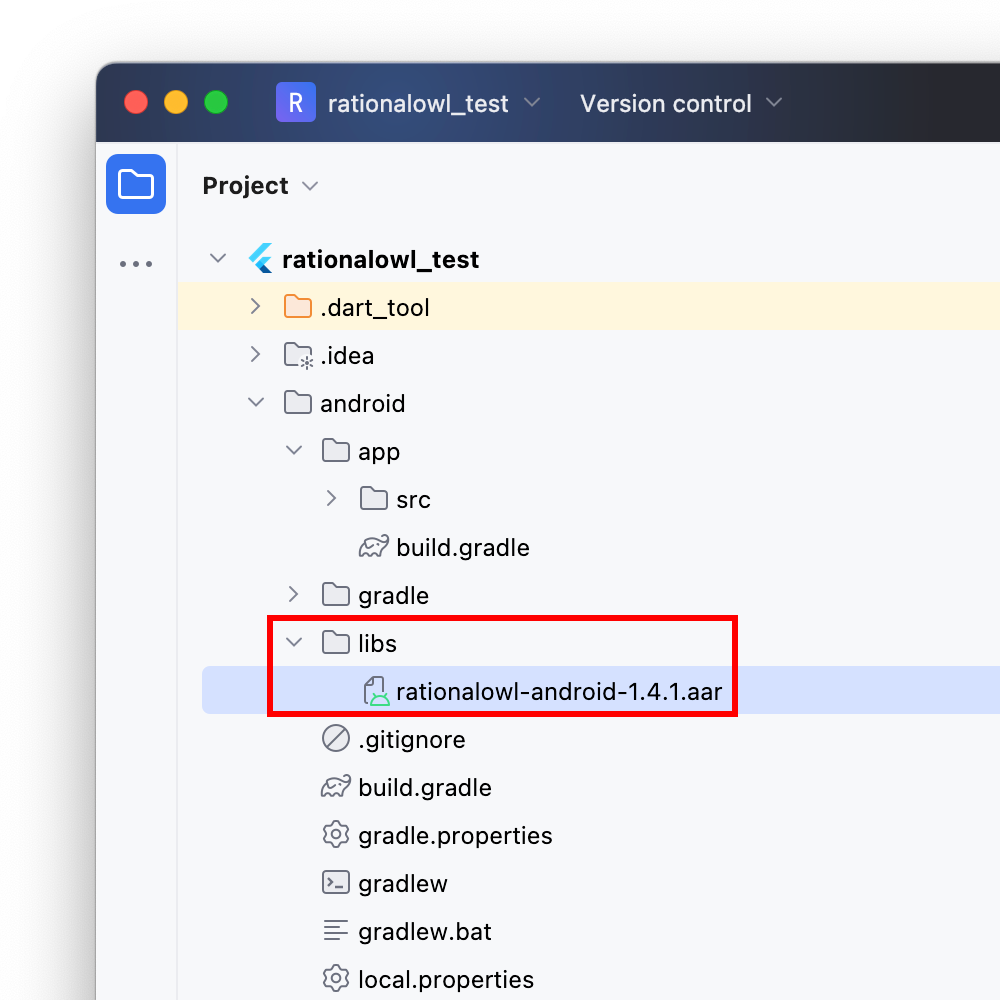 R rationalowl_test Version control
Project
rationalowl_test
.dart_tool
.idea
android
app
src
build.gradle
gradle
libs
rationalowl-android-1.4.1.aar
.gitignore
build.gradle
gradle.properties
gradlew
gradlew.bat
local.properties